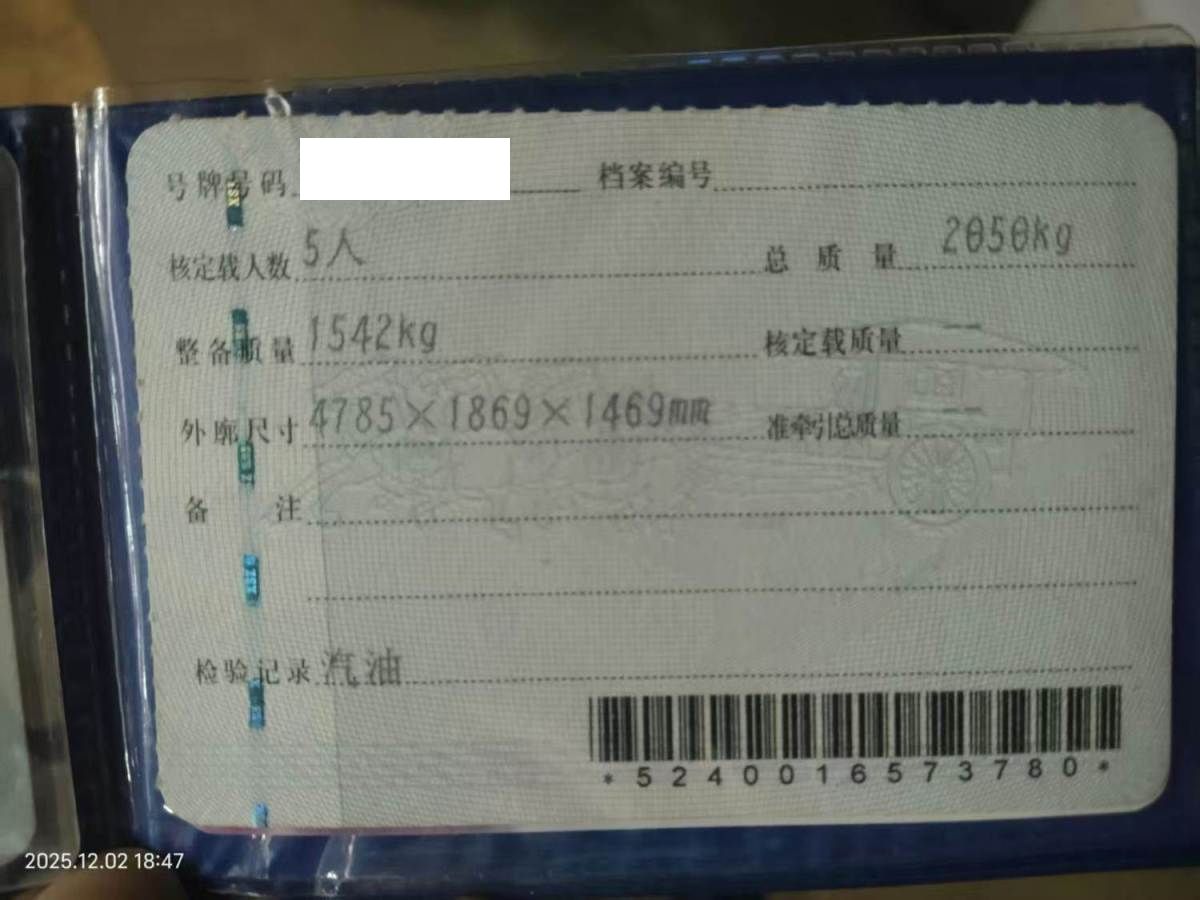 号牌号码 档案编号
核定载人数 5人 总质量 2050kg
整备质量 1542kg 核定载质量 --
外廓尺寸 4785×1869×1469mm 准牵引总质量 --
备注
检验记录 汽油
*5240016573780*
2025.12.02 18:47